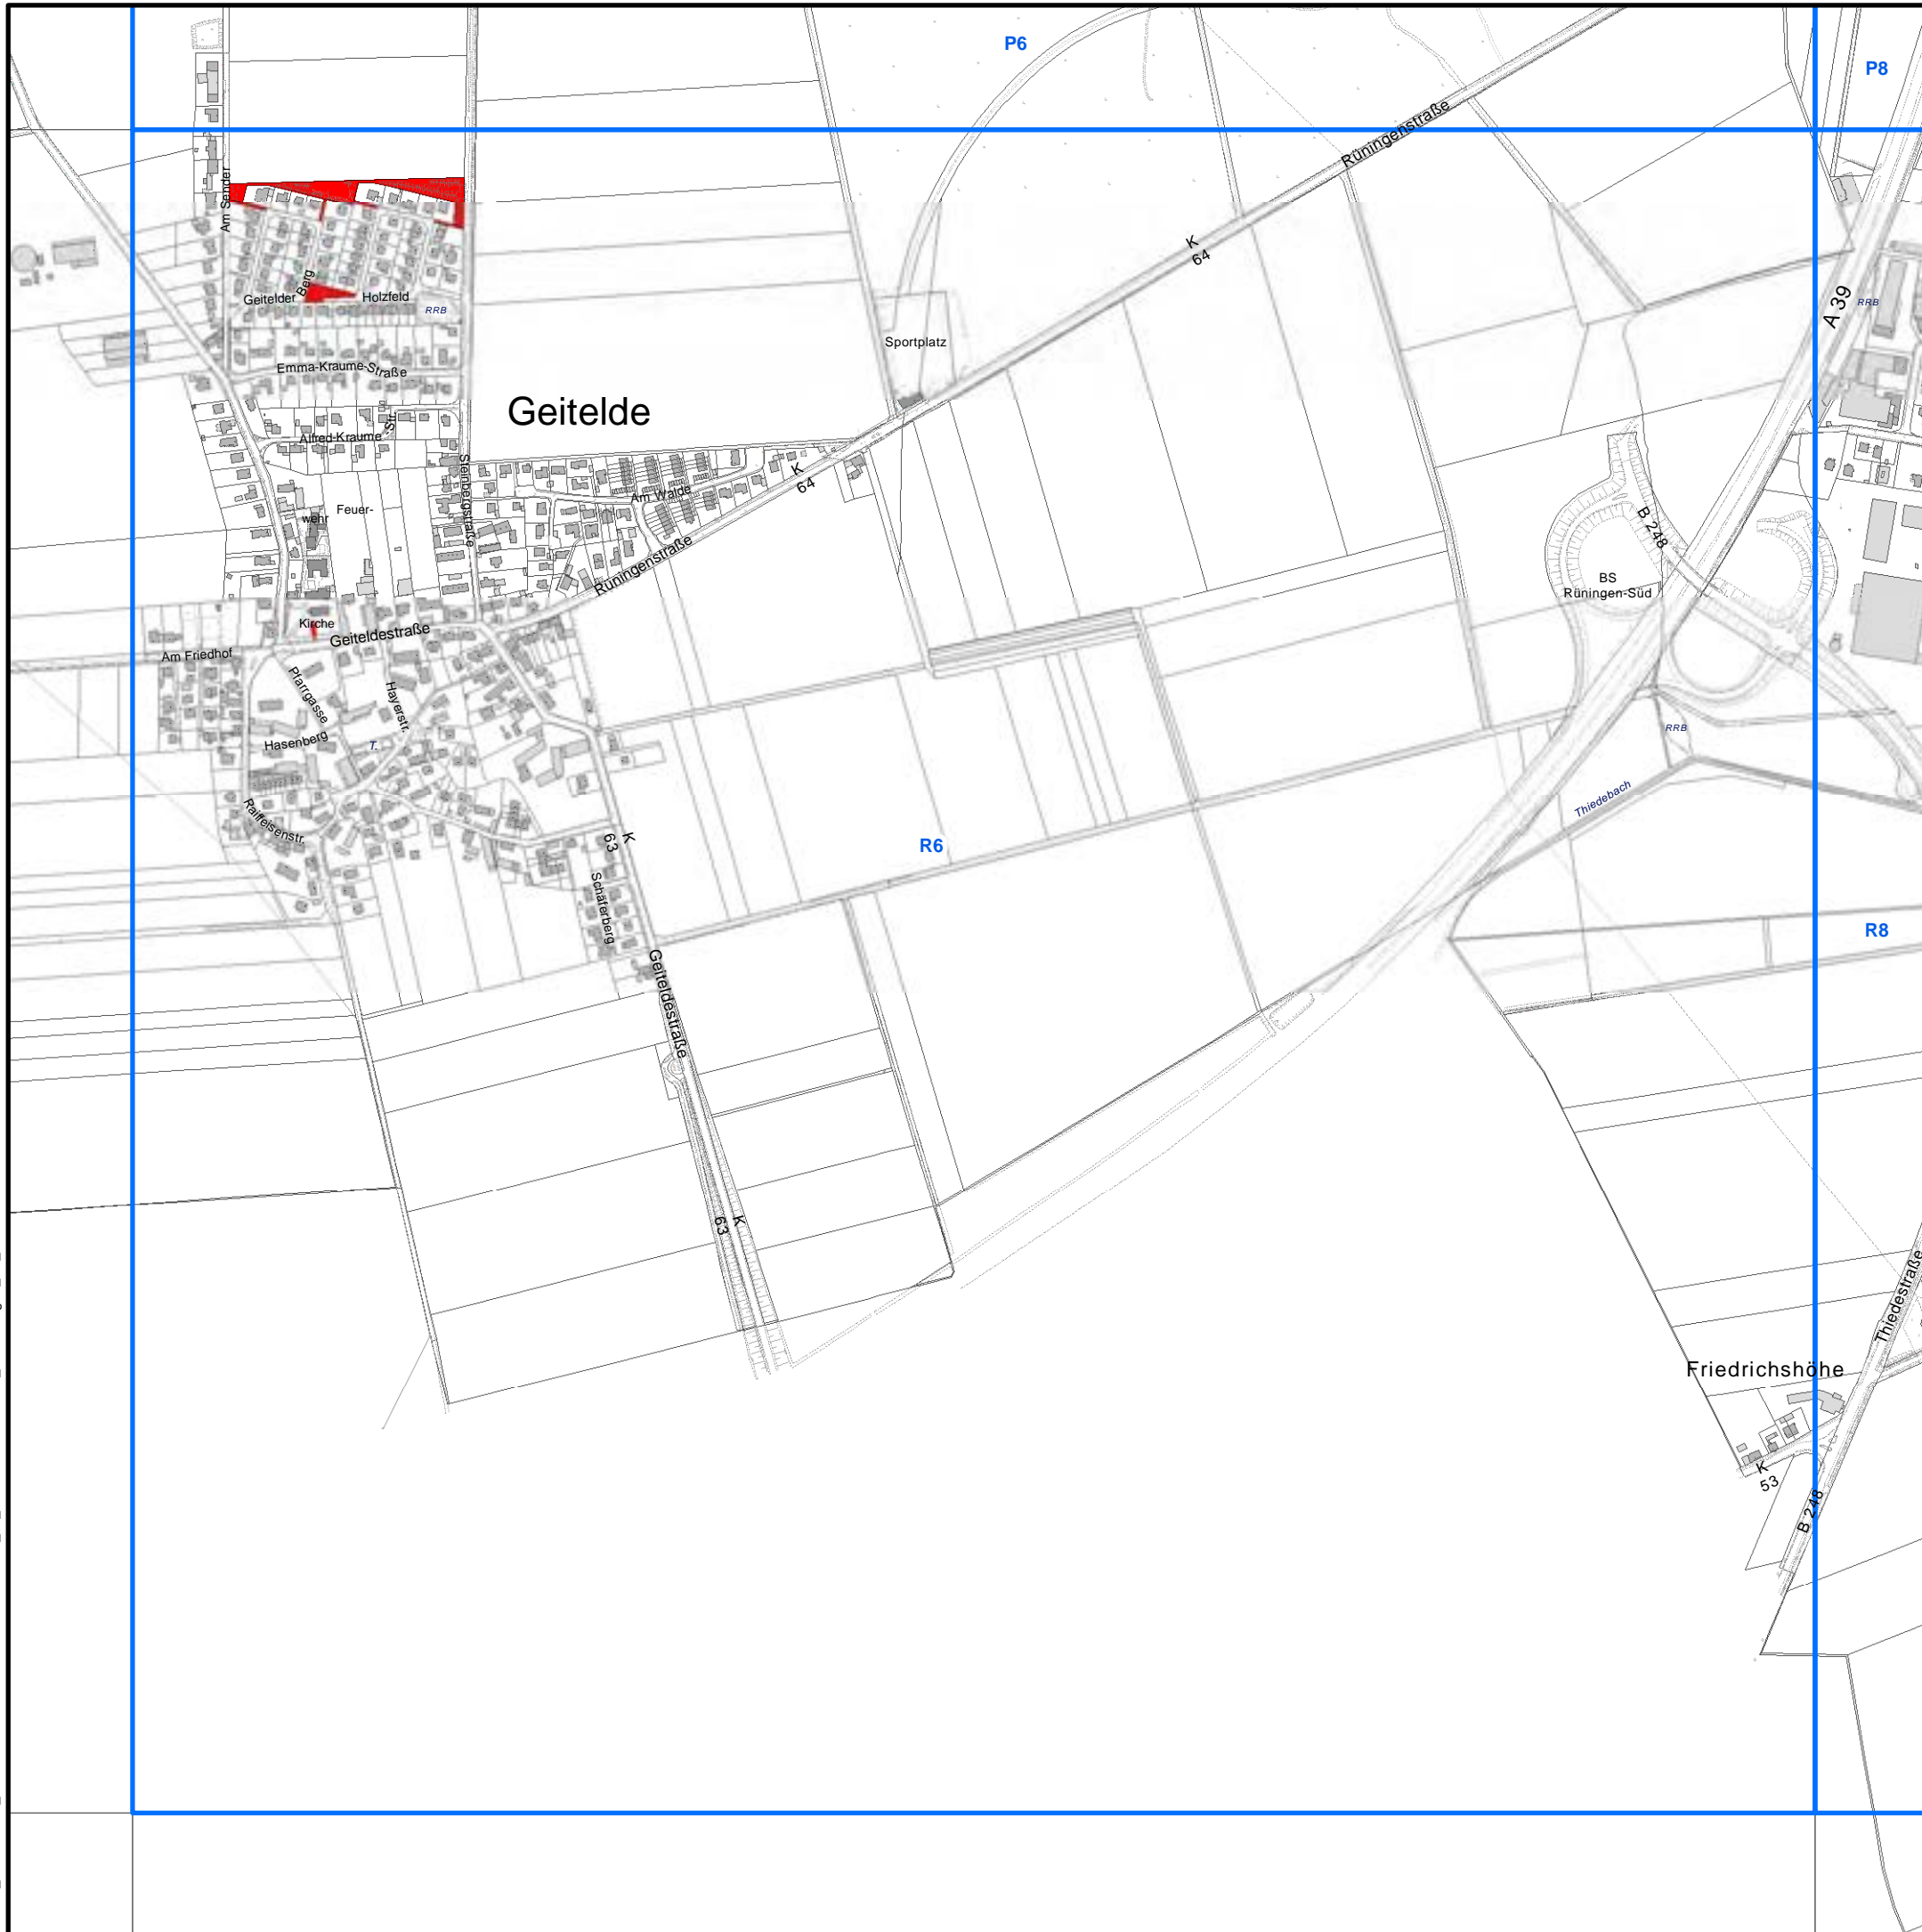 P6
P8
Rüningenstraße
Am Sender
K
64
A 39
RRB
Geitelder
Berg
Holzfeld
RRB
Sportplatz
Emma-Kraume-Straße
Geitelde
Alfred-Kraume
-Str.
Steinbergstraße
K
64
Am Walde
Feuer-
wehr
B 248
Rüningenstraße
BS
Rüningen-Süd
Kirche
Geiteldestraße
Am Friedhof
Pfarrgasse
Hayerstr.
Hasenberg
T.
RRB
Thiedebach
Raiffeisenstr.
K
63
R6
Schäferberg
R8
Geiteldestraße
K
63
Thiedestraße
Friedrichshöhe
K
53
B 248